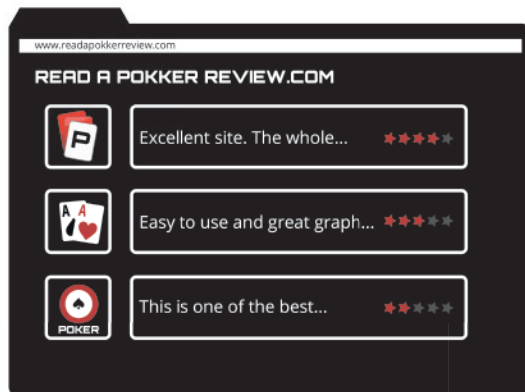 www.readapokkerreview.com
READ A POKKER REVIEW.COM
P
Excellent site. The whole...
A A
Easy to use and great graph...
POKER
This is one of the best...